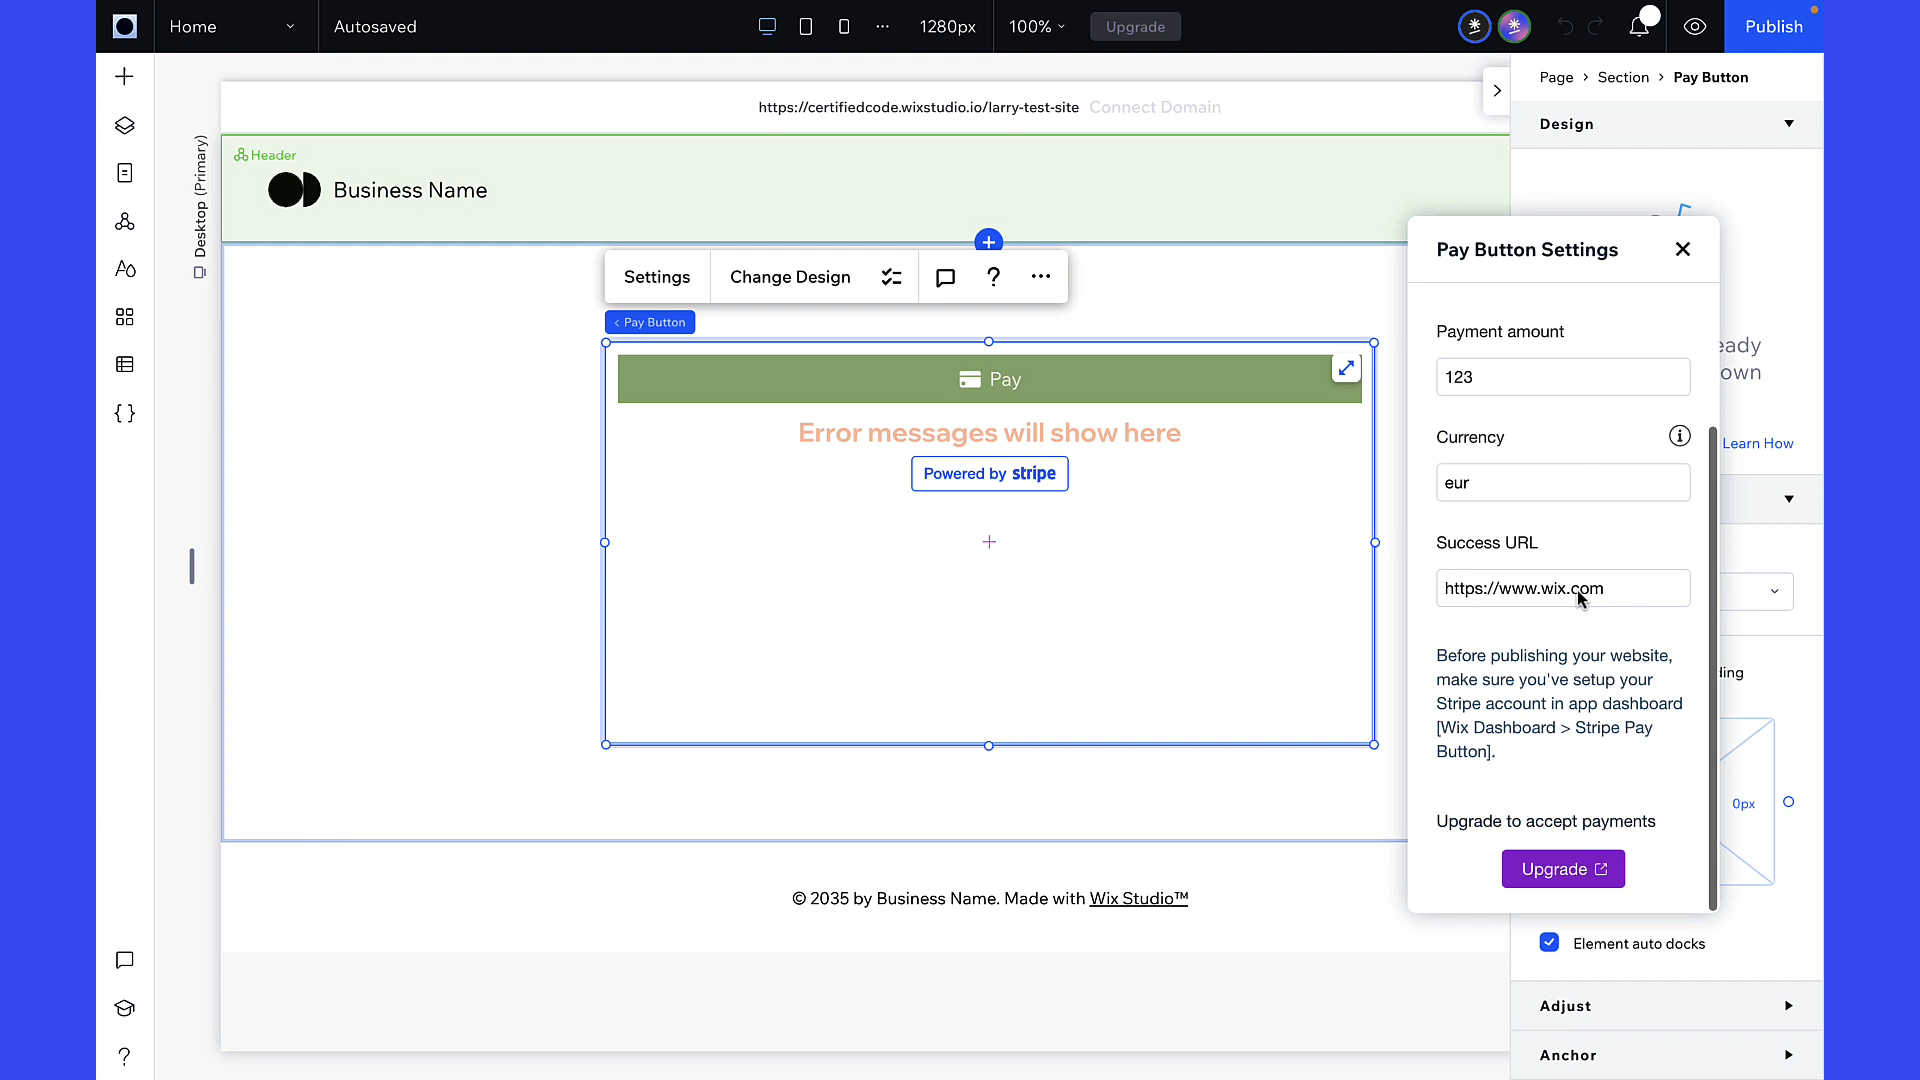 Home
Autosaved
1280px
100%
Upgrade
Publish
Page > Section > Pay Button
https://certifiedcode.wixstudio.io/larry-test-site Connect Domain
Design
Desktop (Primary)
Header
Business Name
Settings
Change Design
?
Pay Button
Pay
Error messages will show here
Powered by stripe
© 2035 by Business Name. Made with Wix Studio™
Pay Button Settings
Payment amount
123
Currency
eur
Success URL
https://www.wix.com
Before publishing your website,
make sure you've setup your
Stripe account in app dashboard
[Wix Dashboard > Stripe Pay
Button].
Upgrade to accept payments
Upgrade
eady
own
Learn How
ding
0px
Element auto docks
Adjust
Anchor
?